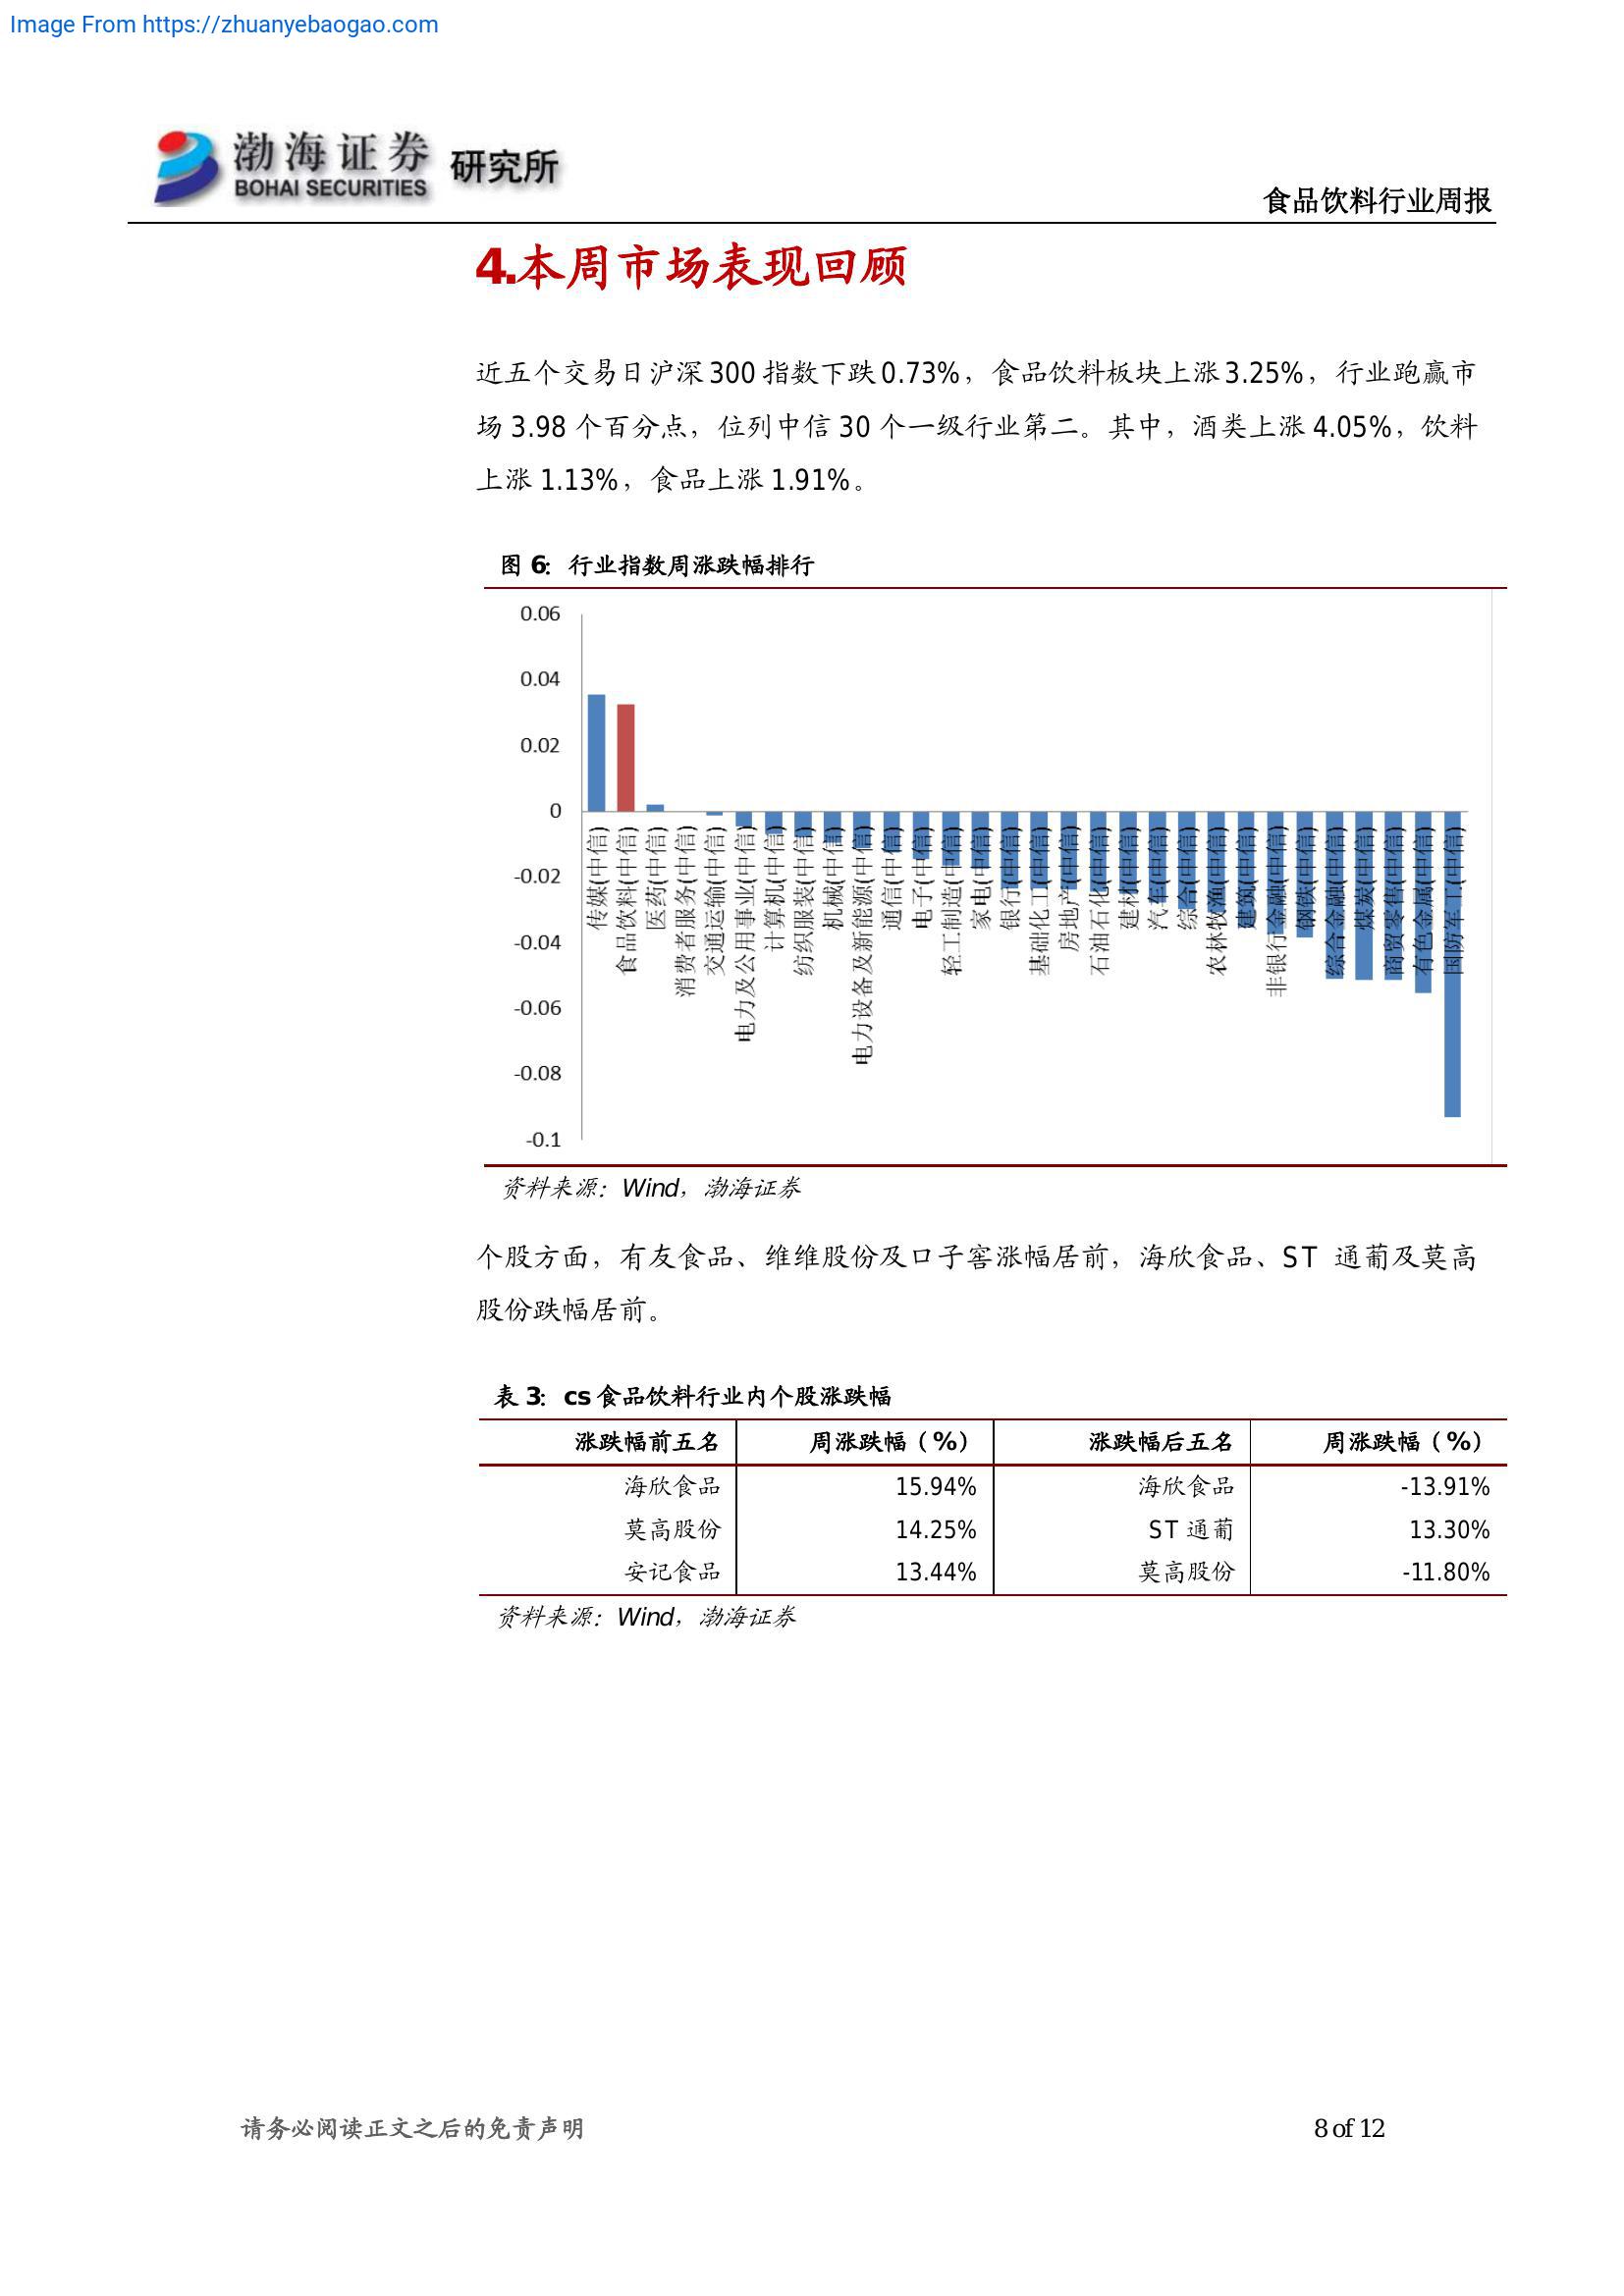 Image From https://zhuanyebaogao.com
渤海证券 研究所
BOHAI SECURITIES
食品饮料行业周报
4.本周市场表现回顾
近五个交易日沪深 300 指数下跌 0.73%，食品饮料板块上涨 3.25%，行业跑赢市
场 3.98 个百分点，位列中信 30 个一级行业第二。其中，酒类上涨 4.05%，饮料
上涨 1.13%，食品上涨 1.91%。
图 6：行业指数周涨跌幅排行
0.06
0.04
0.02
0
-0.02
-0.04
-0.06
-0.08
-0.1
传媒(中信)
食品饮料(中信)
医药(中信)
消费者服务(中信)
交通运输(中信)
电力及公用事业(中信)
计算机(中信)
纺织服装(中信)
机械(中信)
电力设备及新能源(中信)
通信(中信)
电子(中信)
轻工制造(中信)
家电(中信)
银行(中信)
基础化工(中信)
房地产(中信)
石油石化(中信)
建材(中信)
汽车(中信)
综合(中信)
农林牧渔(中信)
建筑(中信)
非银行金融(中信)
钢铁(中信)
综合金融(中信)
煤炭(中信)
商贸零售(中信)
有色金属(中信)
国防军工(中信)
资料来源：Wind，渤海证券
个股方面，有友食品、维维股份及口子窖涨幅居前，海欣食品、ST 通葡及莫高
股份跌幅居前。
表 3：cs 食品饮料行业内个股涨跌幅
涨跌幅前五名 周涨跌幅（%） 涨跌幅后五名 周涨跌幅（%）
海欣食品 15.94% 海欣食品 -13.91%
莫高股份 14.25% ST 通葡 13.30%
安记食品 13.44% 莫高股份 -11.80%
资料来源：Wind，渤海证券
请务必阅读正文之后的免责声明
8 of 12